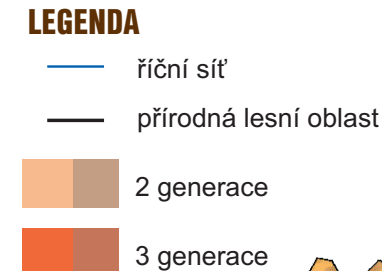 LEGENDA
říční síť
přírodná lesní oblast
2 generace
3 generace